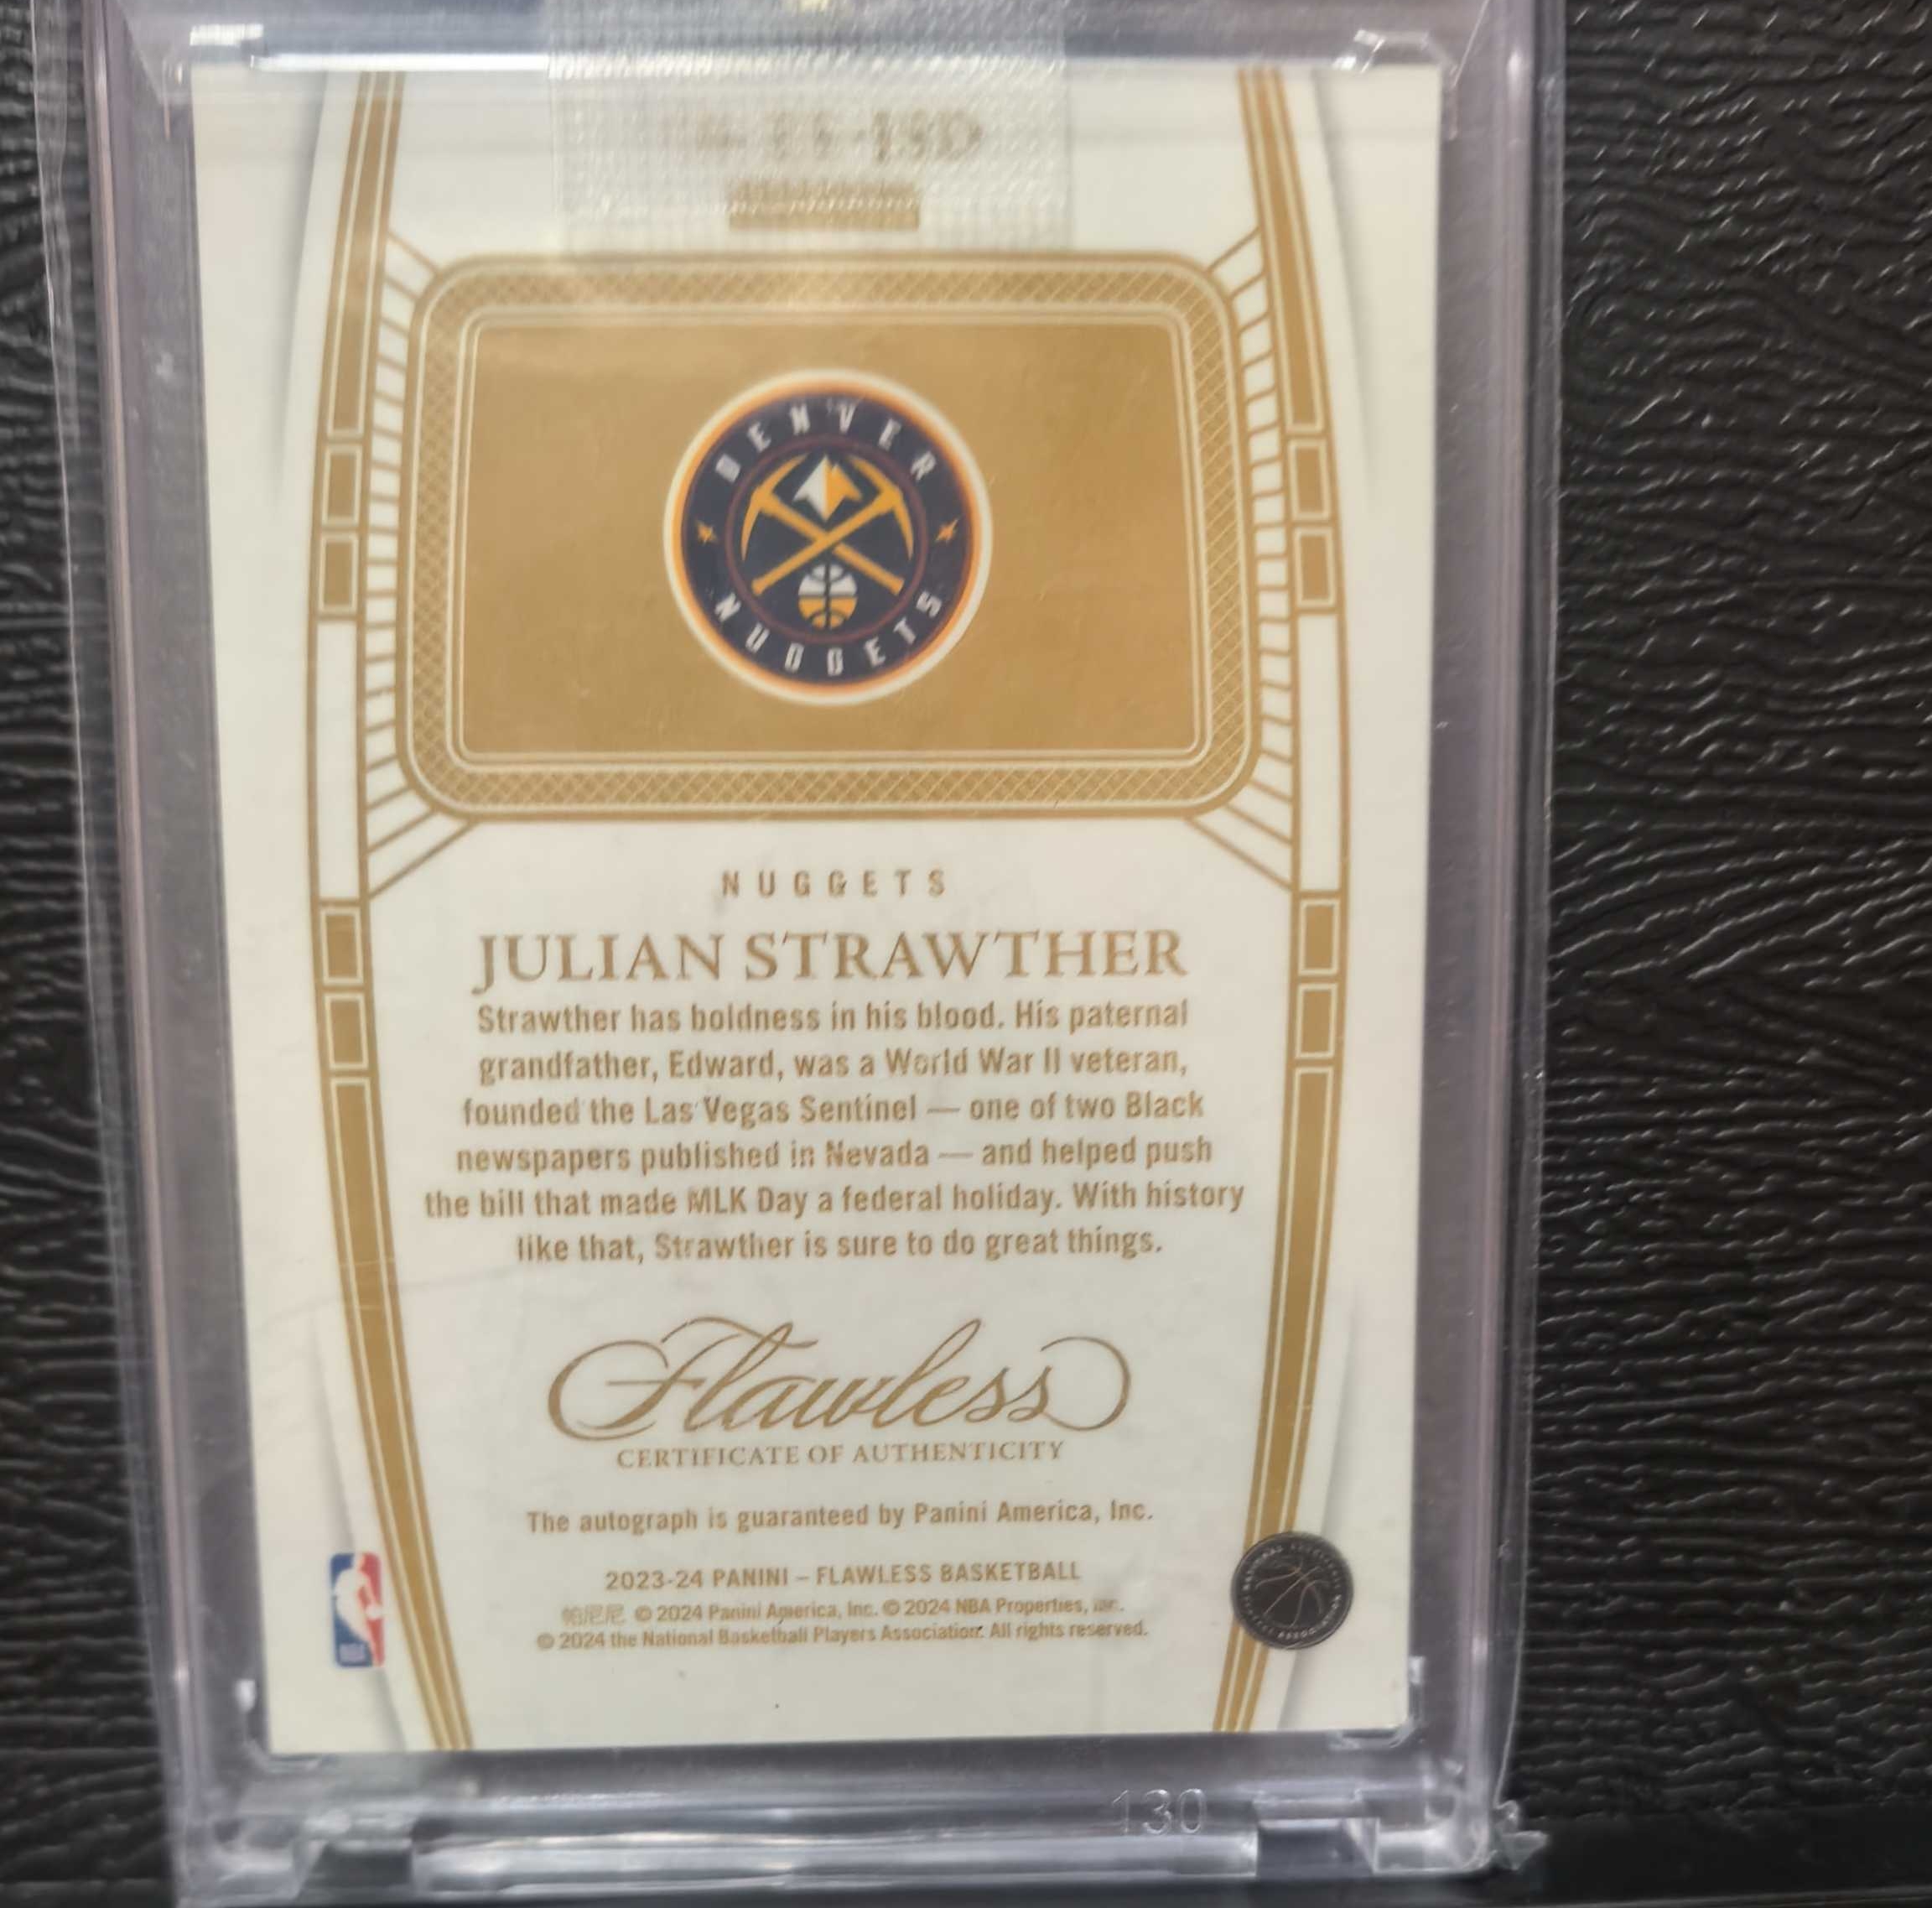 DENVER
NUGGETS
NUGGETS
JULIAN STRAWTHER
Strawther has boldness in his blood. His paternal
grandfather, Edward, was a World War II veteran,
founded the Las Vegas Sentinel — one of two Black
newspapers published in Nevada — and helped push
the bill that made MLK Day a federal holiday. With history
like that, Strawther is sure to do great things.
Flawless
CERTIFICATE OF AUTHENTICITY
The autograph is guaranteed by Panini America, Inc.
2023-24 PANINI – FLAWLESS BASKETBALL
帕尼尼 © 2024 Panini America, Inc. © 2024 NBA Properties, Inc.
© 2024 the National Basketball Players Association. All rights reserved.
130